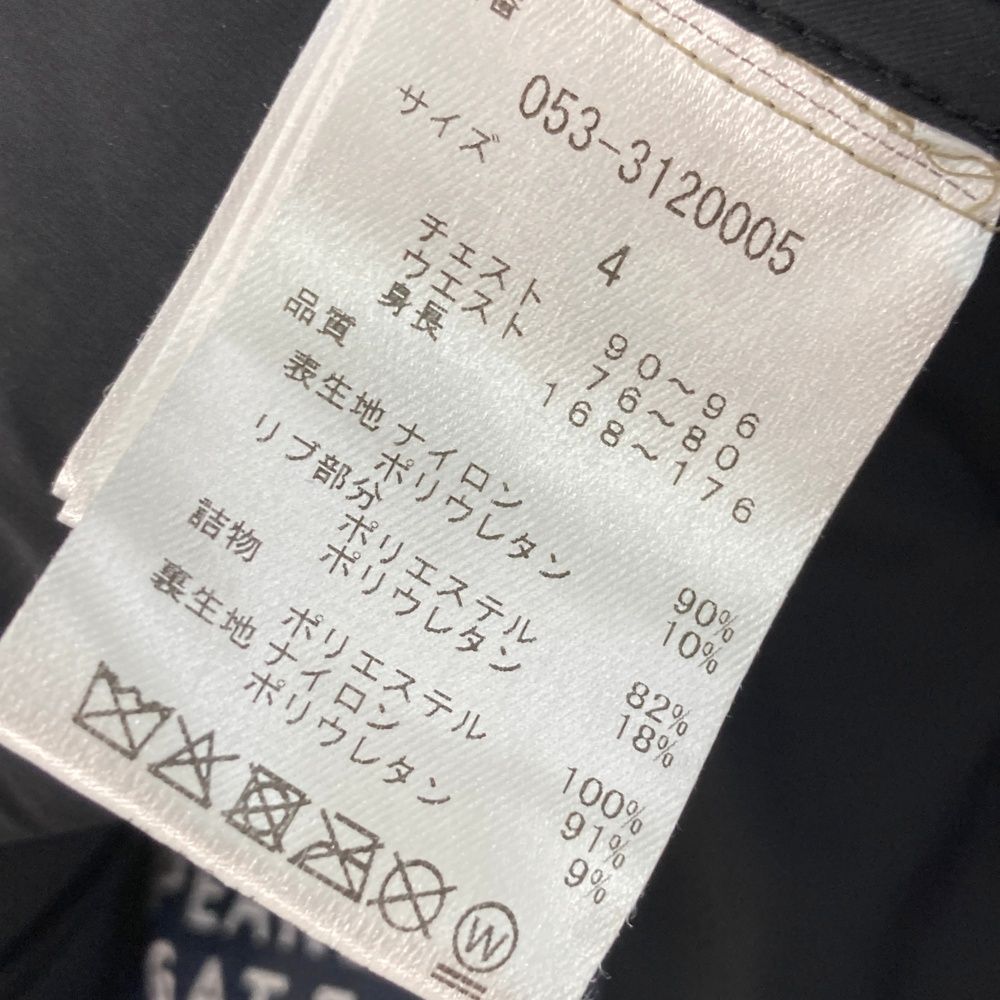 番
053-3120005
サイズ
4
チェスト 90～96
ウエスト 76～80
身長 168～176
品質
表生地 ナイロン 90%
ポリウレタン 10%
リブ部分
ポリエステル 82%
ポリウレタン 18%
詰物
ポリエステル 100%
裏生地 ナイロン 91%
ポリウレタン 9%
W